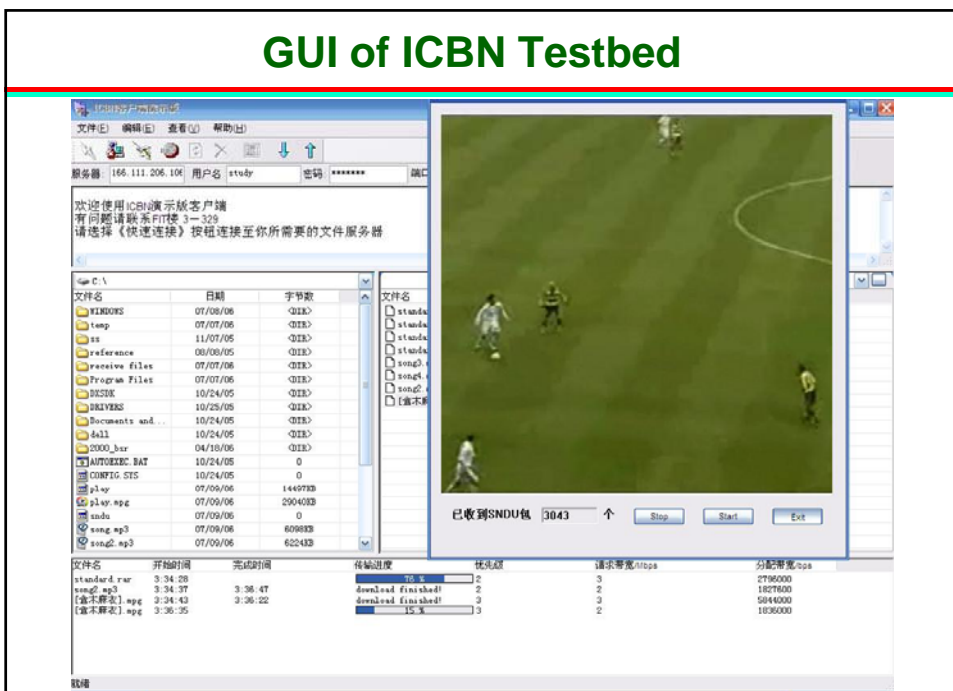 GUI of ICBN Testbed
文件(E) 编辑(E) 查看(V) 帮助(H)
服务器: 166.111.206.106 用户名 study 密码: ******* 端口
欢迎使用ICBN演示版客户端
有问题请联系FIT楼 3－329
请选择《快速连接》按钮连接至你所需要的文件服务器
C:\
文件名 日期 字节数
WINDOWS 07/08/06 <DIR>
temp 07/07/06 <DIR>
ss 11/07/05 <DIR>
reference 08/08/05 <DIR>
receive files 07/07/06 <DIR>
Program Files 07/07/06 <DIR>
DXSDK 10/24/05 <DIR>
DRIVERS 10/25/05 <DIR>
Documents and... 10/24/05 <DIR>
dell 10/24/05 <DIR>
2000_bsr 04/18/06 <DIR>
AUTOEXEC.BAT 10/24/05 0
CONFIG.SYS 10/24/05 0
play 07/09/06 14497KB
play.mpg 07/09/06 29040KB
sndu 07/09/06 0
song.mp3 07/09/06 6098KB
song2.mp3 07/09/06 6224KB
文件名
standa
standa
standa
standa
song3.
song4.
song2.
已收到SNDU包 3043 个 Stop Start Exit
文件名 开始时间 完成时间 传输进度 优先级 请求带宽/Mbps 分配带宽/bps
standard.rar 3:34:28 76 % 2 3 2796000
song2.mp3 3:34:37 3:36:47 download finished! 2 2 1827600
[食不麻衣].mpg 3:34:43 3:36:22 download finished! 3 3 5844000
.mpg 3:36:35 15 % 3 2 1836000
就绪